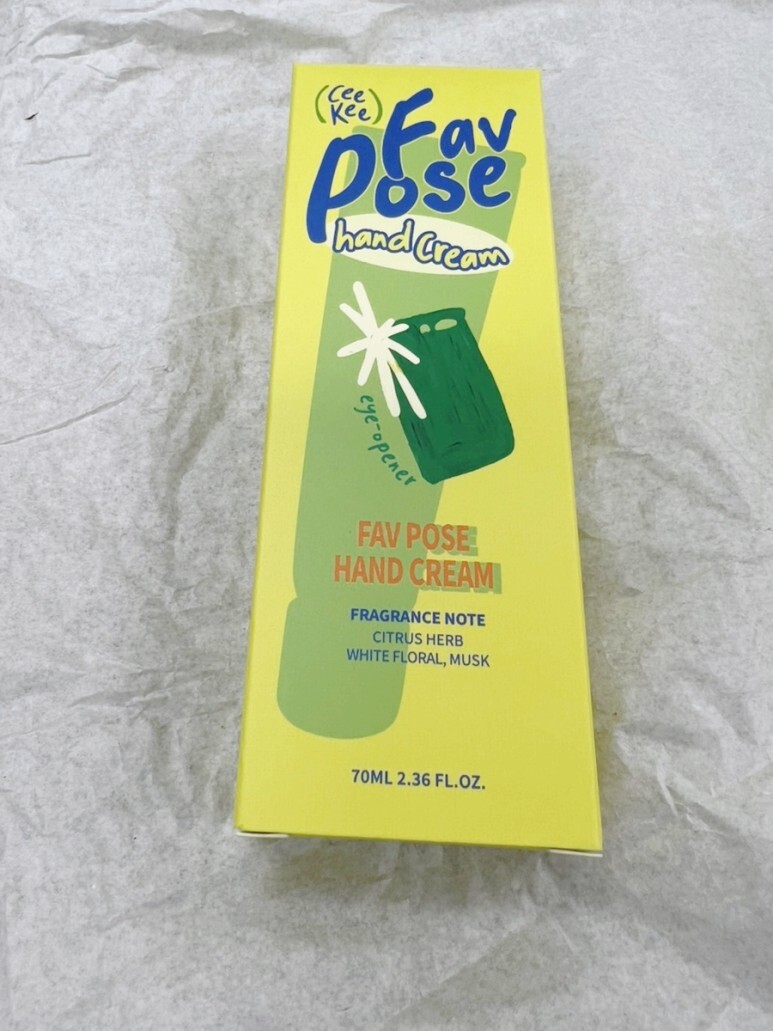 (Cee
Kee)
Fav
Pose
hand Cream
eye-opener
FAV POSE
HAND CREAM
FRAGRANCE NOTE
CITRUS HERB
WHITE FLORAL, MUSK
70ML 2.36 FL.OZ.